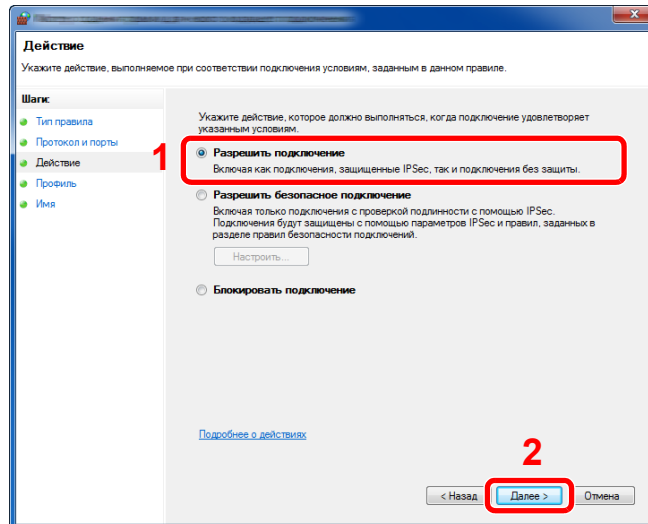 Действие
Укажите действие, выполняемое при соответствии подключения условиям, заданным в данном правиле.
Шаги:
Тип правила
Протокол и порты
Действие
Профиль
Имя
Укажите действие, которое должно выполняться, когда подключение удовлетворяет
указанным условиям.
1
Разрешить подключение
Включая как подключения, защищенные IPSec, так и подключения без защиты.
Разрешить безопасное подключение
Включая только подключения с проверкой подлинности с помощью IPSec.
Подключения будут защищены с помощью параметров IPSec и правил, заданных в
разделе правил безопасности подключений.
Настроить...
Блокировать подключение
Подробнее о действиях
2
< Назад
Далее >
Отмена